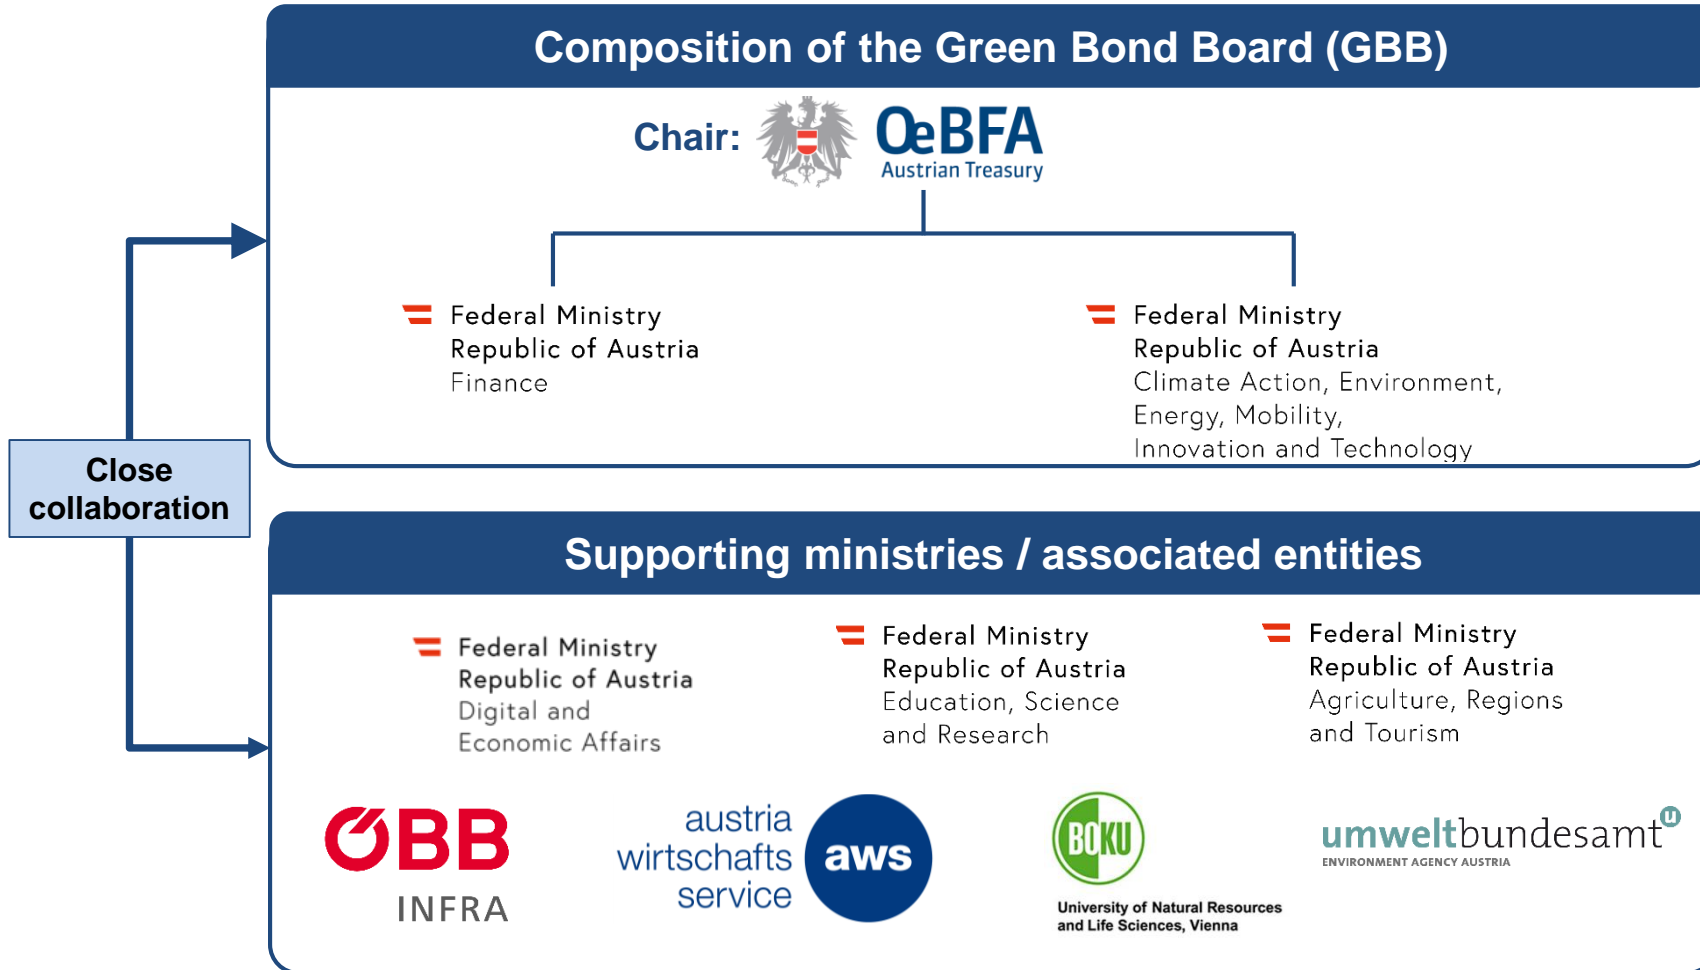 Composition of the Green Bond Board (GBB)
Chair:
OeBFA
Austrian Treasury
Federal Ministry
Republic of Austria
Finance
Federal Ministry
Republic of Austria
Climate Action, Environment,
Energy, Mobility,
Innovation and Technology
Close
collaboration
Supporting ministries / associated entities
Federal Ministry
Republic of Austria
Digital and
Economic Affairs
Federal Ministry
Republic of Austria
Education, Science
and Research
Federal Ministry
Republic of Austria
Agriculture, Regions
and Tourism
ÖBB
INFRA
austria
wirtschafts
service
aws
BOKU
University of Natural Resources
and Life Sciences, Vienna
umweltbundesamt u
ENVIRONMENT AGENCY AUSTRIA